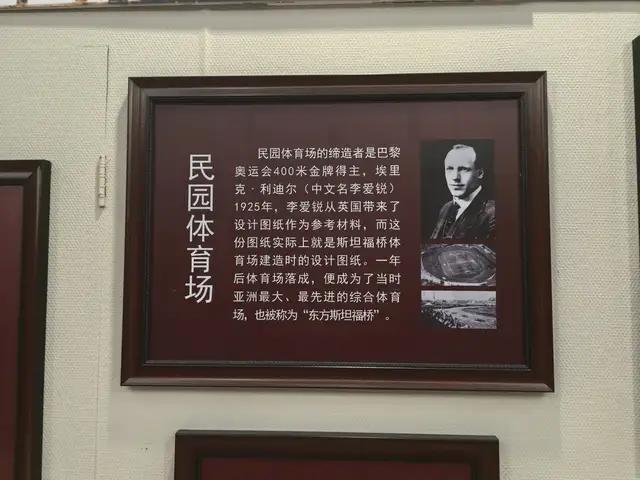 民园体育场
民园体育场的缔造者是巴黎
奥运会400米金牌得主，埃里
克·利迪尔（中文名李爱锐）
1925年，李爱锐从英国带来了
设计图纸作为参考材料，而这
份图纸实际上就是斯坦福桥体
育场建造时的设计图纸。一年
后体育场落成，便成为了当时
亚洲最大、最先进的综合体育
场，也被称为“东方斯坦福桥”。